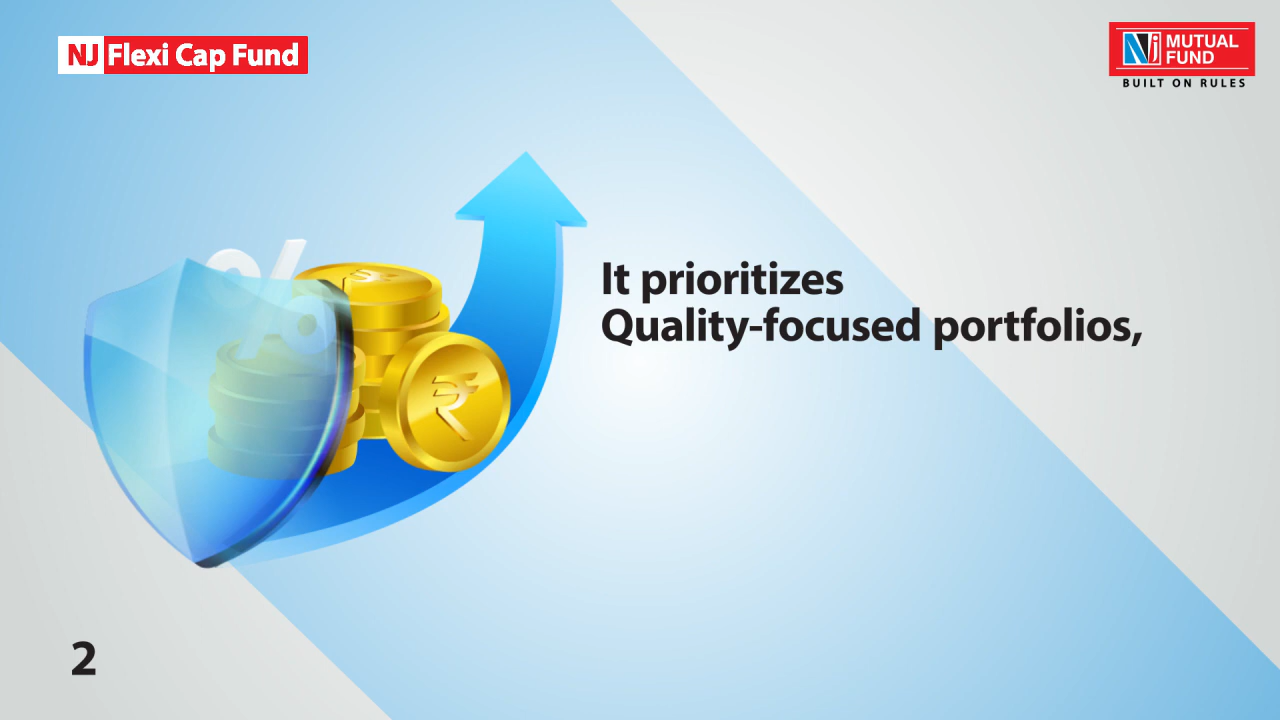 NJ Flexi Cap Fund
NJ MUTUAL
FUND
BUILT ON RULES
%
It prioritizes
Quality-focused portfolios,
₹
2